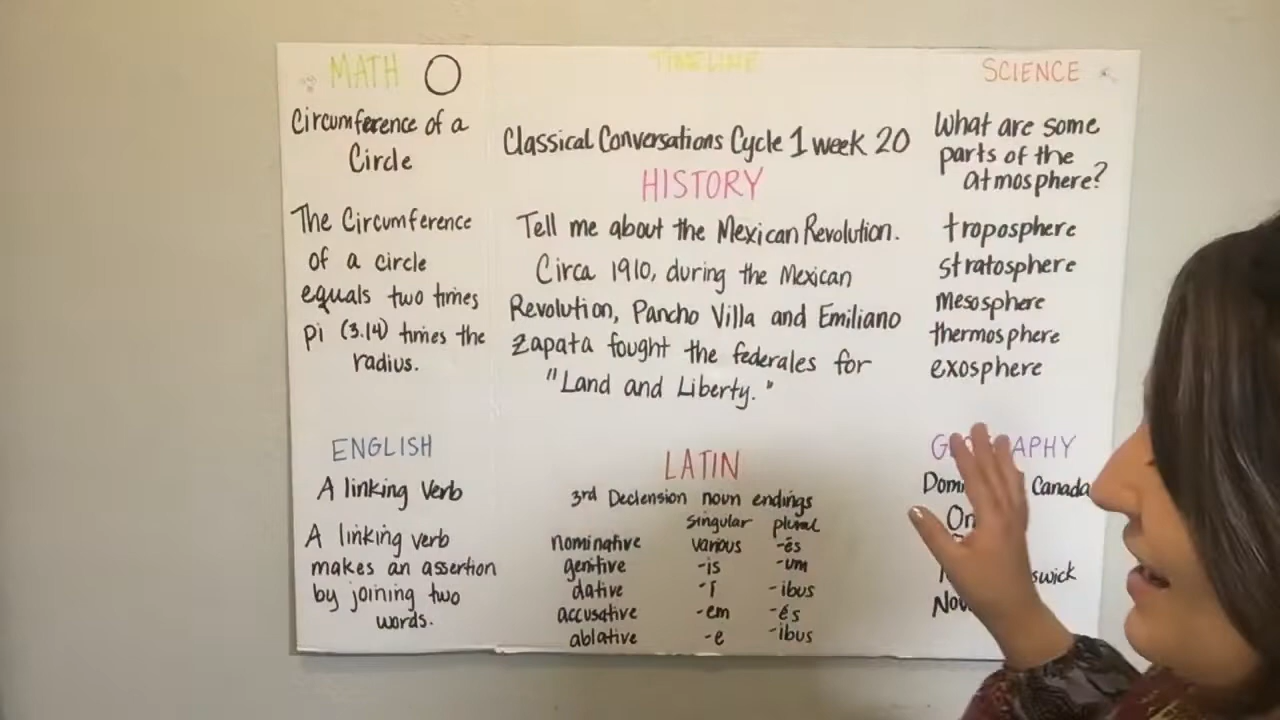 MATH
Circumference of a
Circle
The Circumference
of a circle
equals two times
pi (3.14) times the
radius.
TIMELINE
Classical Conversations Cycle 1 week 20
HISTORY
Tell me about the Mexican Revolution.
Circa 1910, during the Mexican
Revolution, Pancho Villa and Emiliano
Zapata fought the federales for
"Land and Liberty."
SCIENCE
What are some
parts of the
atmosphere?
troposphere
stratosphere
mesosphere
thermosphere
exosphere
ENGLISH
A linking verb
A linking verb
makes an assertion
by joining two
words.
LATIN
3rd Declension noun endings
singular plural
nominative various -ēs
genitive -is -um
dative -ī -ibus
accusative -em -ēs
ablative -e -ibus
Canada